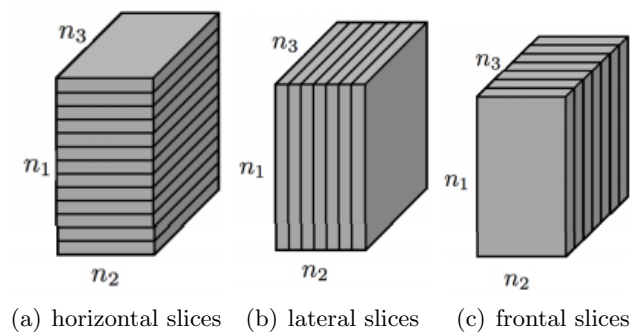 n₃
n₁
n₂
n₃
n₁
n₂
n₃
n₁
n₂
(a) horizontal slices (b) lateral slices (c) frontal slices